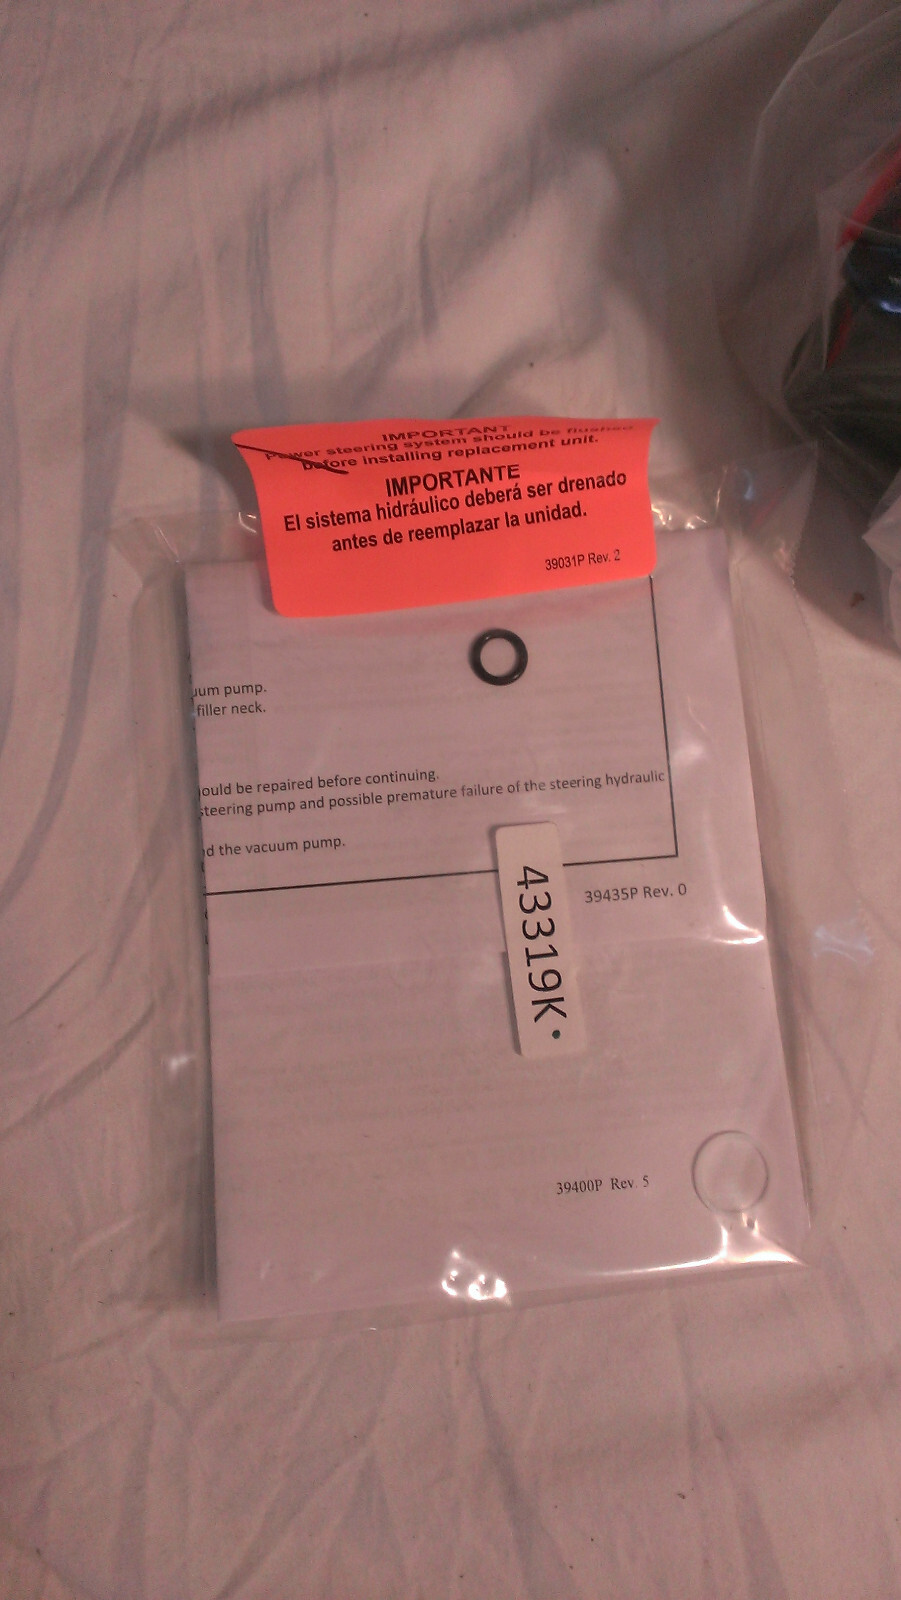 IMPORTANT
Power steering system should be flushed
before installing replacement unit.
IMPORTANTE
El sistema hidráulico deberá ser drenado
antes de reemplazar la unidad.
39031P Rev. 2
uum pump.
filler neck.
ould be repaired before continuing.
steering pump and possible premature failure of the steering hydraulic
d the vacuum pump.
39435P Rev. 0
43319K
39400P Rev. 5